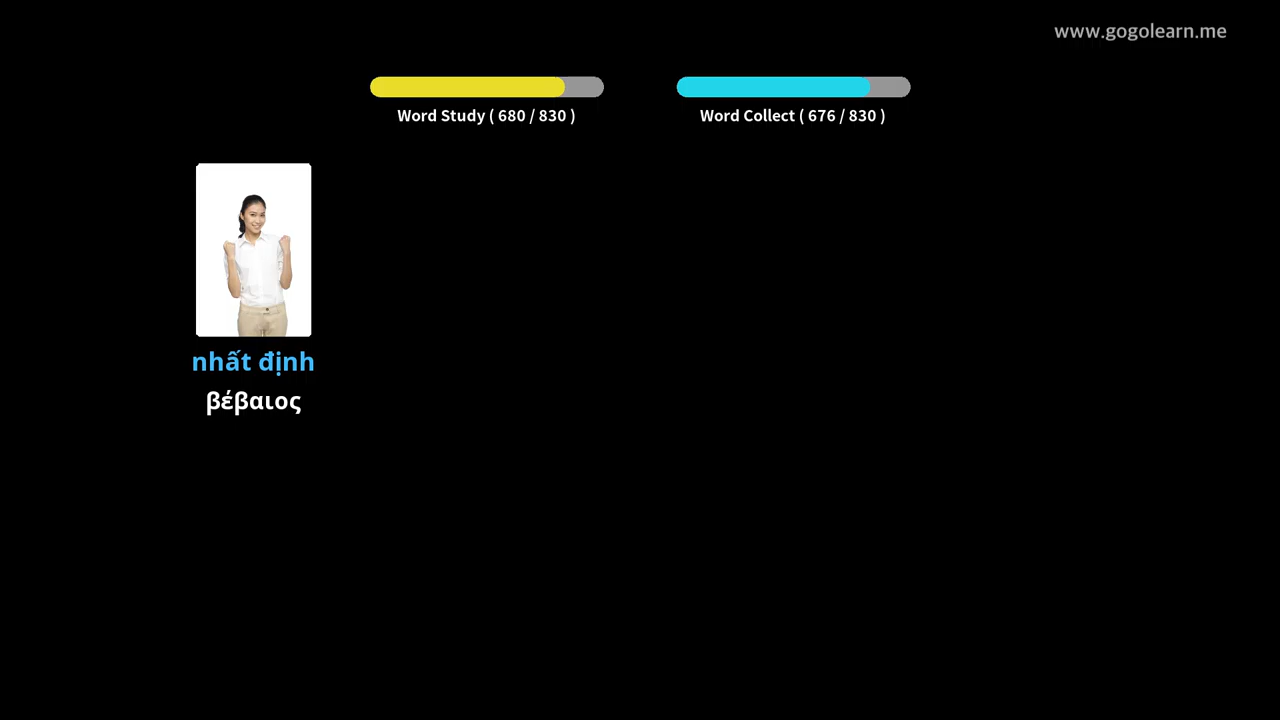 www.gogolearn.me
Word Study ( 680 / 830 )
Word Collect ( 676 / 830 )
nhất định
βέβαιος